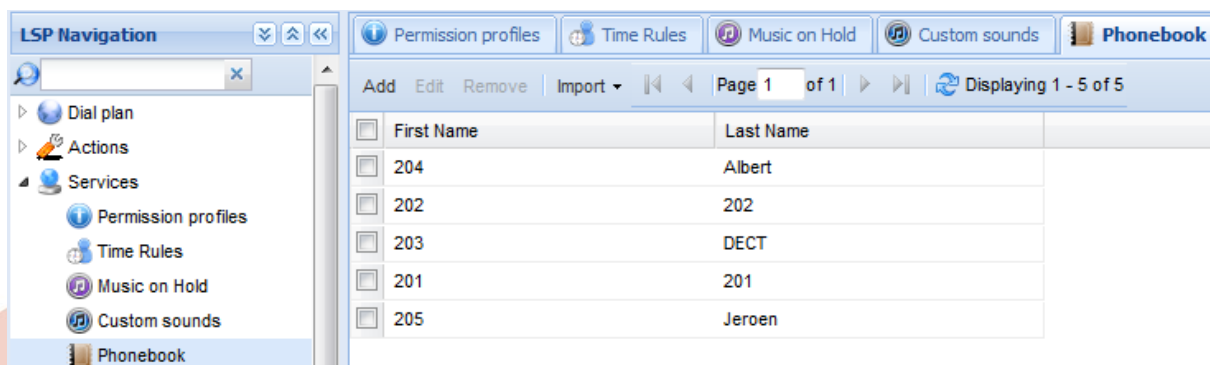 LSP Navigation
Dial plan
Actions
Services
Permission profiles
Time Rules
Music on Hold
Custom sounds
Phonebook
Permission profiles Time Rules Music on Hold Custom sounds Phonebook
Add Edit Remove Import Page 1 of 1 Displaying 1 - 5 of 5
First Name Last Name
204 Albert
202 202
203 DECT
201 201
205 Jeroen